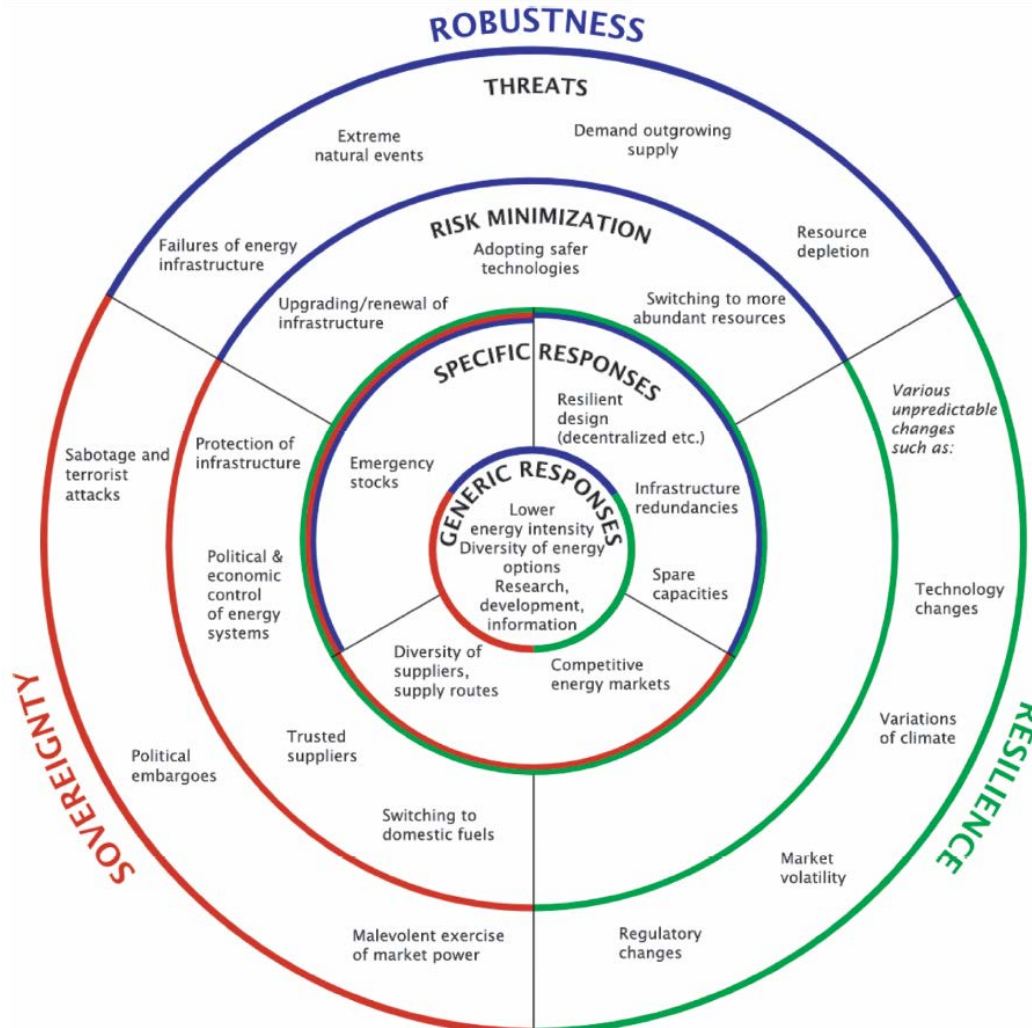 ROBUSTNESS
THREATS
Extreme
natural events
Demand outgrowing
supply
Failures of energy
infrastructure
Resource
depletion
RISK MINIMIZATION
Adopting safer
technologies
Upgrading/renewal of
infrastructure
Switching to more
abundant resources
SPECIFIC RESPONSES
Resilient
design
(decentralized etc.)
Emergency
stocks
Infrastructure
redundancies
Spare
capacities
Diversity of
suppliers,
supply routes
Competitive
energy markets
GENERIC RESPONSES
Lower
energy intensity
Diversity of energy
options
Research,
development,
information
SOVEREIGNTY
Sabotage and
terrorist
attacks
Political
embargoes
Malevolent exercise
of market power
Protection of
infrastructure
Political &
economic
control
of energy
systems
Trusted
suppliers
Switching to
domestic fuels
RESILIENCE
Various
unpredictable
changes
such as:
Technology
changes
Variations
of climate
Market
volatility
Regulatory
changes